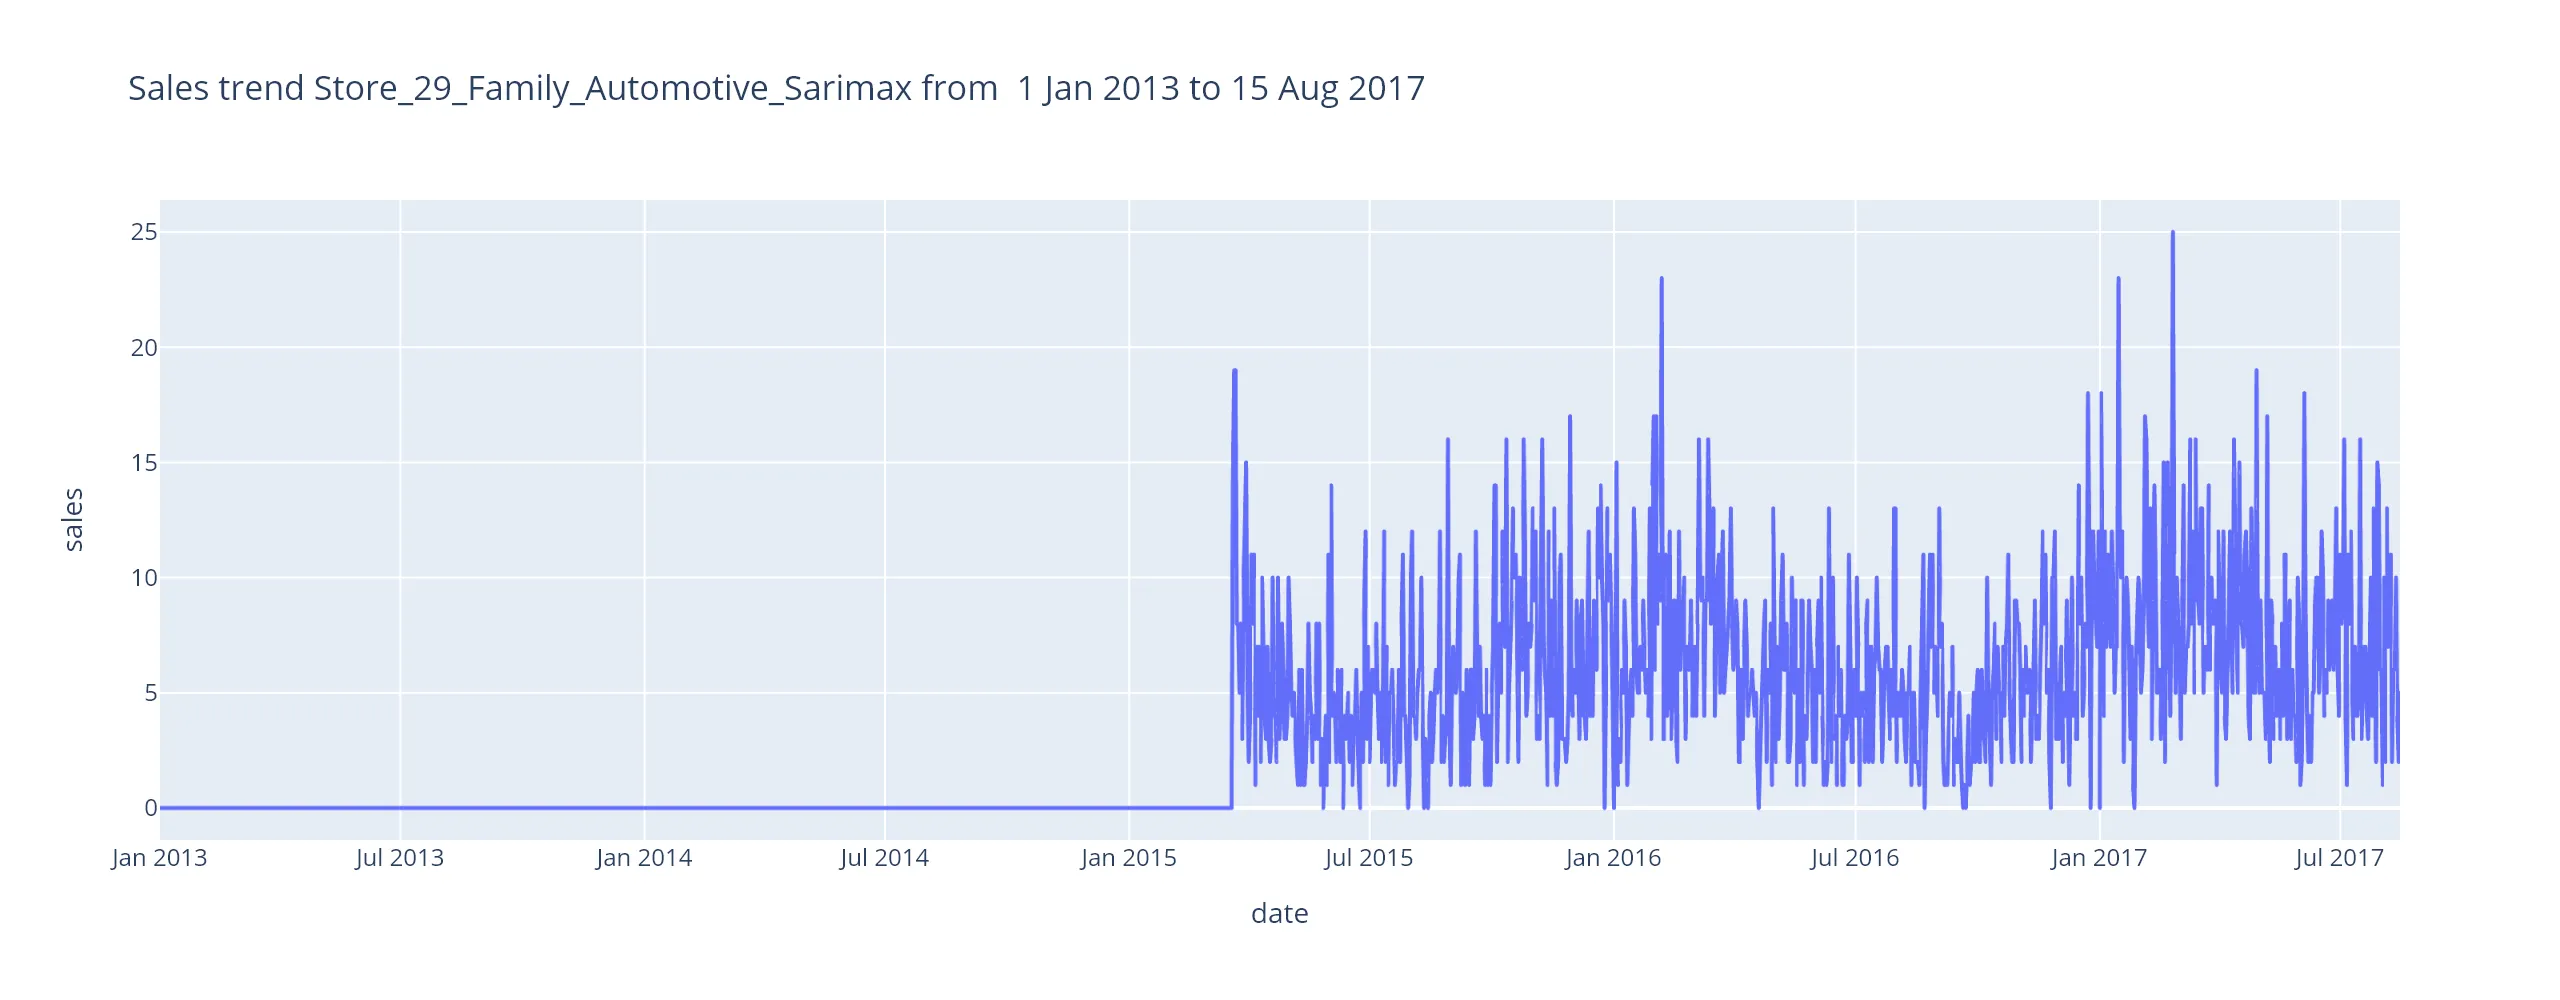 Sales trend Store_29_Family_Automotive_Sarimax from  1 Jan 2013 to 15 Aug 2017
25
20
15
10
5
0
sales
Jan 2013 Jul 2013 Jan 2014 Jul 2014 Jan 2015 Jul 2015 Jan 2016 Jul 2016 Jan 2017 Jul 2017
date